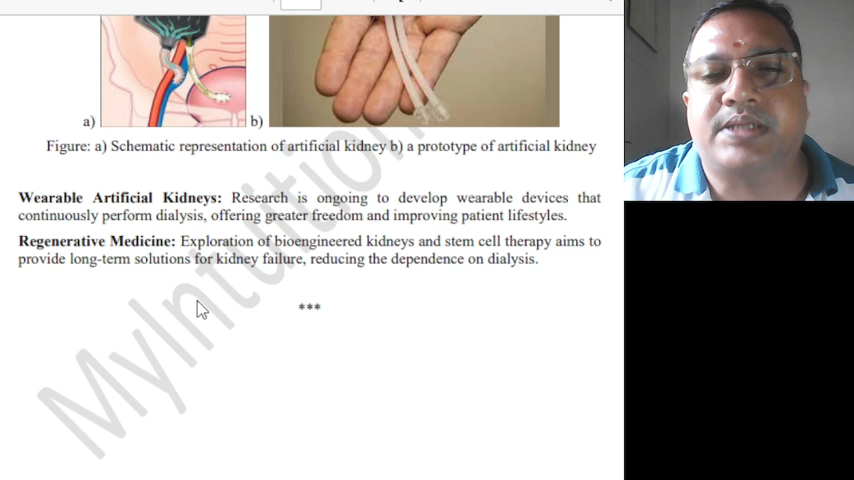 a)
b)
Figure: a) Schematic representation of artificial kidney b) a prototype of artificial kidney
Wearable Artificial Kidneys: Research is ongoing to develop wearable devices that
continuously perform dialysis, offering greater freedom and improving patient lifestyles.
Regenerative Medicine: Exploration of bioengineered kidneys and stem cell therapy aims to
provide long-term solutions for kidney failure, reducing the dependence on dialysis.
***
MyIntuition